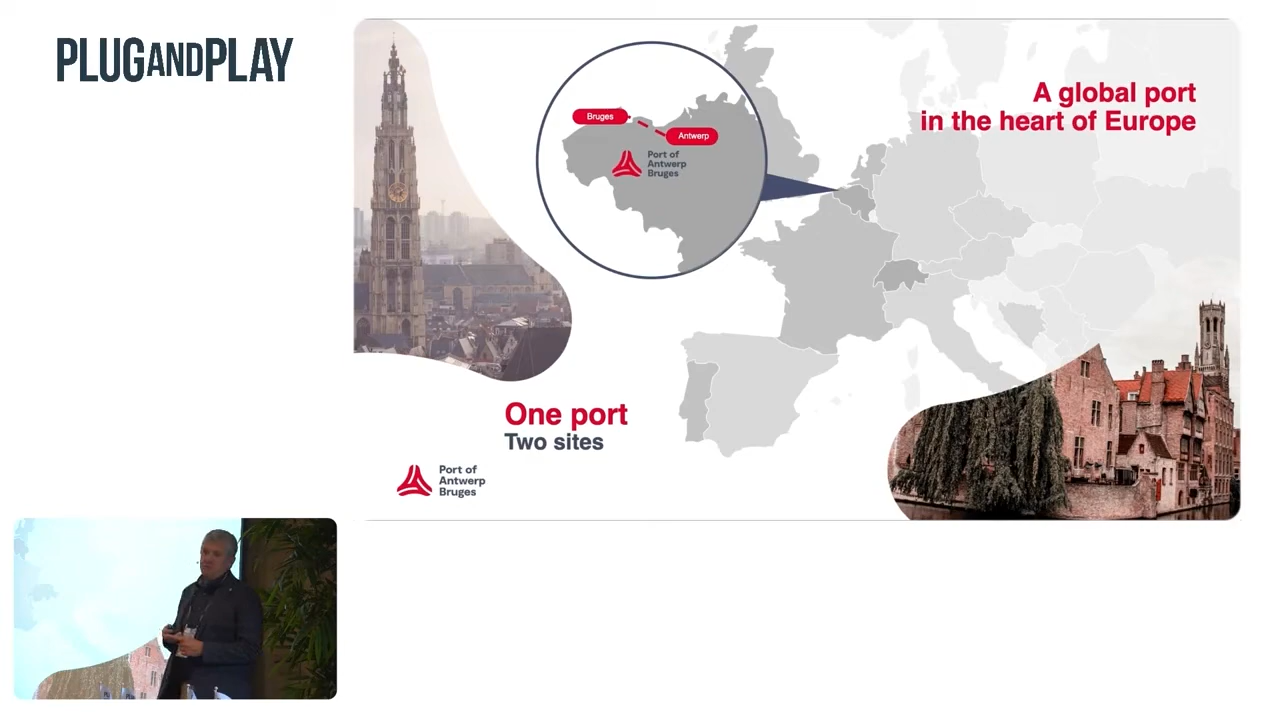 PLUGANDPLAY
A global port
in the heart of Europe
Bruges
Antwerp
Port of
Antwerp
Bruges
One port
Two sites
Port of
Antwerp
Bruges